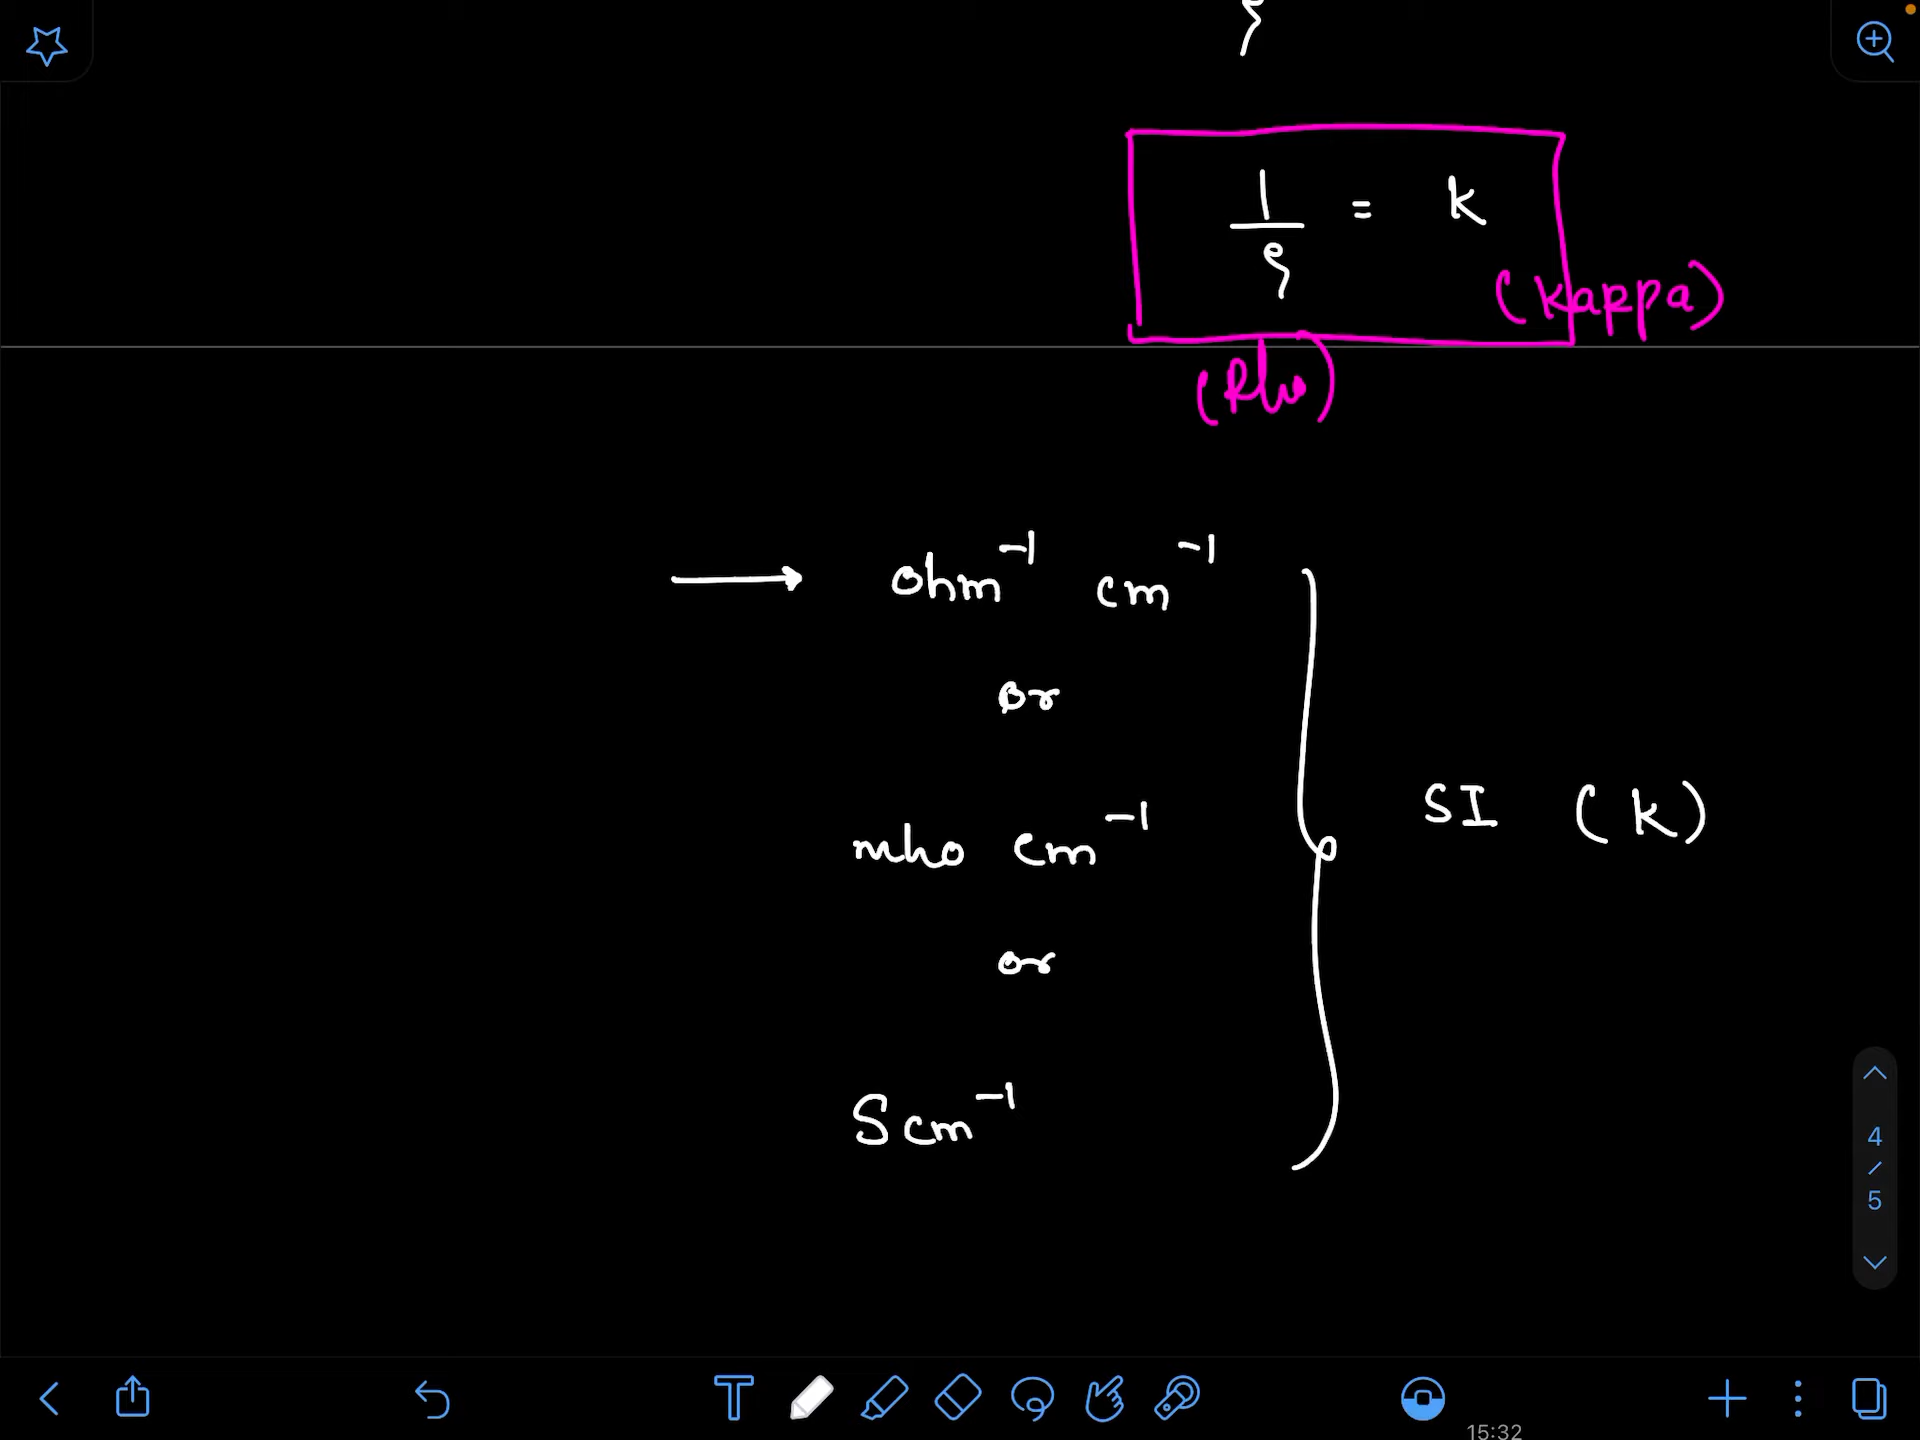 ρ
1/ρ = k
(kappa)
(Rho)
→ ohm⁻¹ cm⁻¹
or
mho cm⁻¹
SI (k)
or
S cm⁻¹
4
/
5
15:32